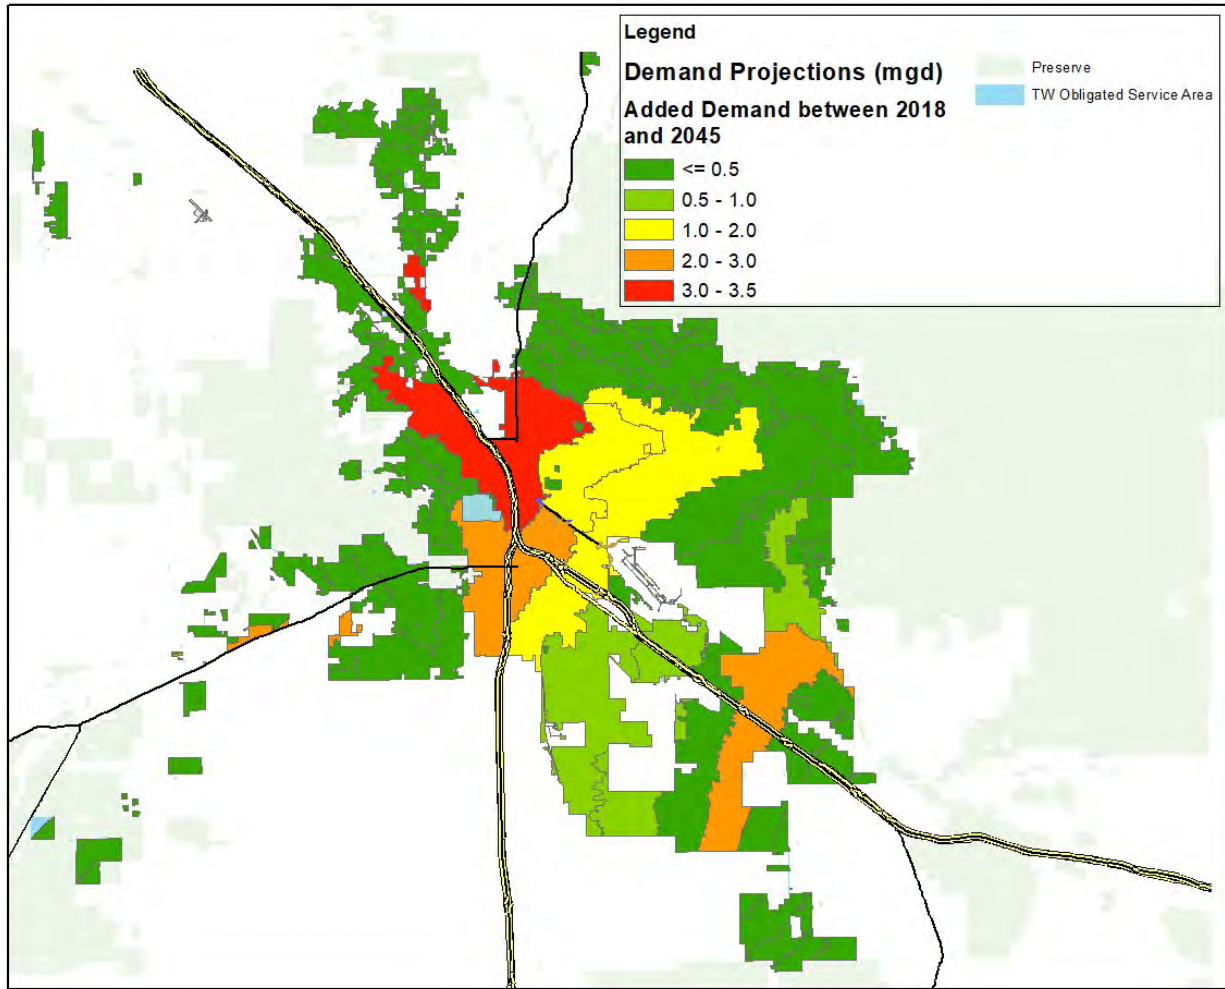 Legend
Demand Projections (mgd)
Added Demand between 2018
and 2045
<= 0.5
0.5 - 1.0
1.0 - 2.0
2.0 - 3.0
3.0 - 3.5
Preserve
TW Obligated Service Area